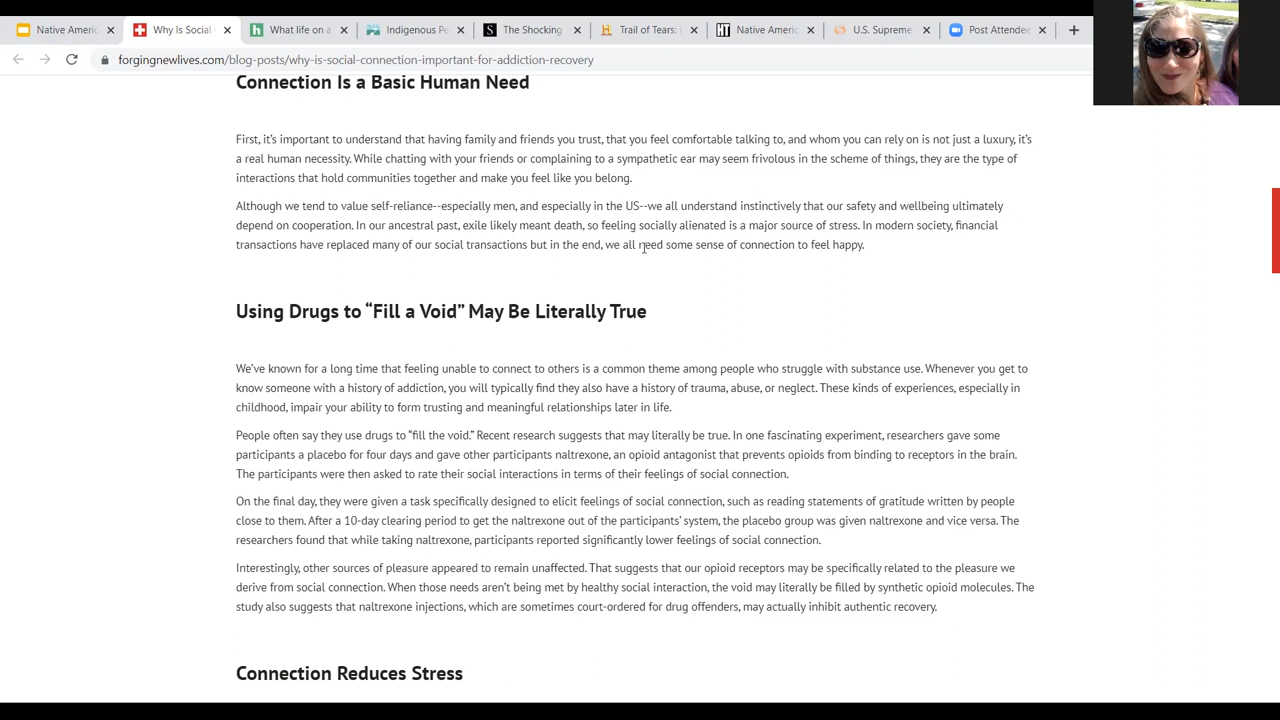 Native Americ
Why Is Social
What life on a
Indigenous Pe
The Shocking
Trail of Tears:
Native Americ
U.S. Supreme
Post Attendee
forgingnewlives.com/blog-posts/why-is-social-connection-important-for-addiction-recovery
Connection Is a Basic Human Need
First, it's important to understand that having family and friends you trust, that you feel comfortable talking to, and whom you can rely on is not just a luxury, it's
a real human necessity. While chatting with your friends or complaining to a sympathetic ear may seem frivolous in the scheme of things, they are the type of
interactions that hold communities together and make you feel like you belong.
Although we tend to value self-reliance--especially men, and especially in the US--we all understand instinctively that our safety and wellbeing ultimately
depend on cooperation. In our ancestral past, exile likely meant death, so feeling socially alienated is a major source of stress. In modern society, financial
transactions have replaced many of our social transactions but in the end, we all need some sense of connection to feel happy.
Using Drugs to “Fill a Void” May Be Literally True
We've known for a long time that feeling unable to connect to others is a common theme among people who struggle with substance use. Whenever you get to
know someone with a history of addiction, you will typically find they also have a history of trauma, abuse, or neglect. These kinds of experiences, especially in
childhood, impair your ability to form trusting and meaningful relationships later in life.
People often say they use drugs to “fill the void.” Recent research suggests that may literally be true. In one fascinating experiment, researchers gave some
participants a placebo for four days and gave other participants naltrexone, an opioid antagonist that prevents opioids from binding to receptors in the brain.
The participants were then asked to rate their social interactions in terms of their feelings of social connection.
On the final day, they were given a task specifically designed to elicit feelings of social connection, such as reading statements of gratitude written by people
close to them. After a 10-day clearing period to get the naltrexone out of the participants' system, the placebo group was given naltrexone and vice versa. The
researchers found that while taking naltrexone, participants reported significantly lower feelings of social connection.
Interestingly, other sources of pleasure appeared to remain unaffected. That suggests that our opioid receptors may be specifically related to the pleasure we
derive from social connection. When those needs aren't being met by healthy social interaction, the void may literally be filled by synthetic opioid molecules. The
study also suggests that naltrexone injections, which are sometimes court-ordered for drug offenders, may actually inhibit authentic recovery.
Connection Reduces Stress